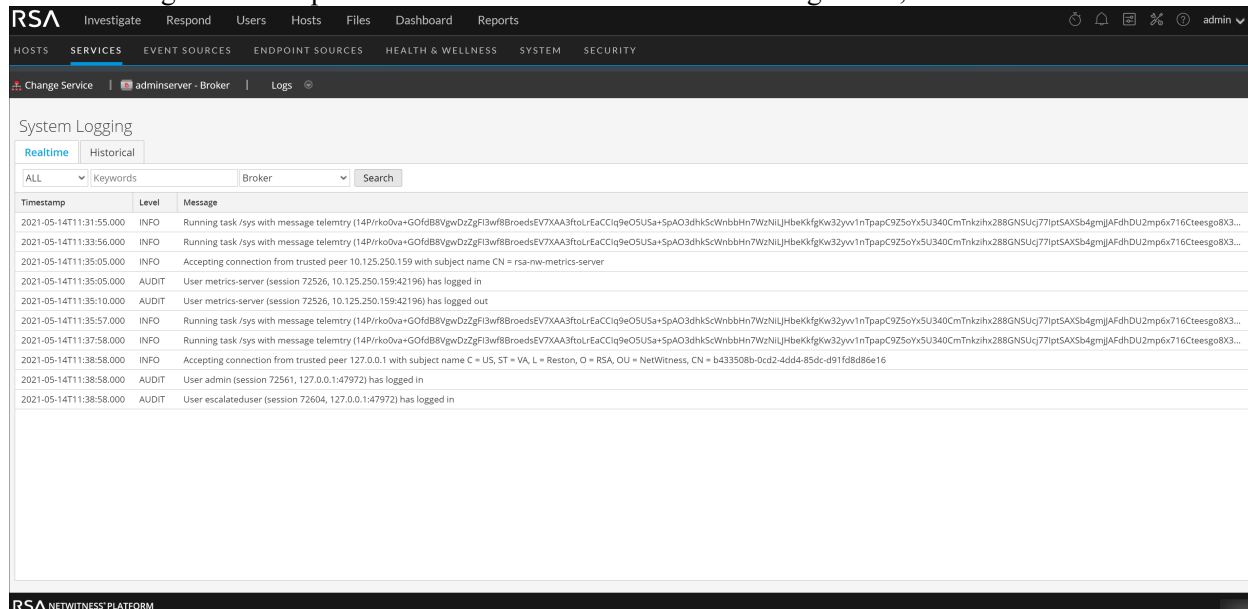 RSA Investigate Respond Users Hosts Files Dashboard Reports admin
HOSTS SERVICES EVENT SOURCES ENDPOINT SOURCES HEALTH & WELLNESS SYSTEM SECURITY
Change Service | adminserver - Broker | Logs
System Logging
Realtime Historical
ALL Keywords Broker Search
Timestamp Level Message
2021-05-14T11:31:55.000 INFO Running task /sys with message telemtry
2021-05-14T11:33:56.000 INFO Running task /sys with message telemtry
2021-05-14T11:35:05.000 INFO Accepting connection from trusted peer 10.125.250.159 with subject name CN = rsa-nw-metrics-server
2021-05-14T11:35:05.000 AUDIT User metrics-server (session 72526, 10.125.250.159:42196) has logged in
2021-05-14T11:35:10.000 AUDIT User metrics-server (session 72526, 10.125.250.159:42196) has logged out
2021-05-14T11:35:57.000 INFO Running task /sys with message telemtry
2021-05-14T11:37:58.000 INFO Running task /sys with message telemtry
2021-05-14T11:38:58.000 INFO Accepting connection from trusted peer 127.0.0.1 with subject name C = US, ST = VA, L = Reston, O = RSA, OU = NetWitness, CN = b433508b-0cd2-4dd4-85dc-d91fd8d86e16
2021-05-14T11:38:58.000 AUDIT User admin (session 72561, 127.0.0.1:47972) has logged in
2021-05-14T11:38:58.000 AUDIT User escalateduser (session 72604, 127.0.0.1:47972) has logged in
RSA NETWITNESS® PLATFORM